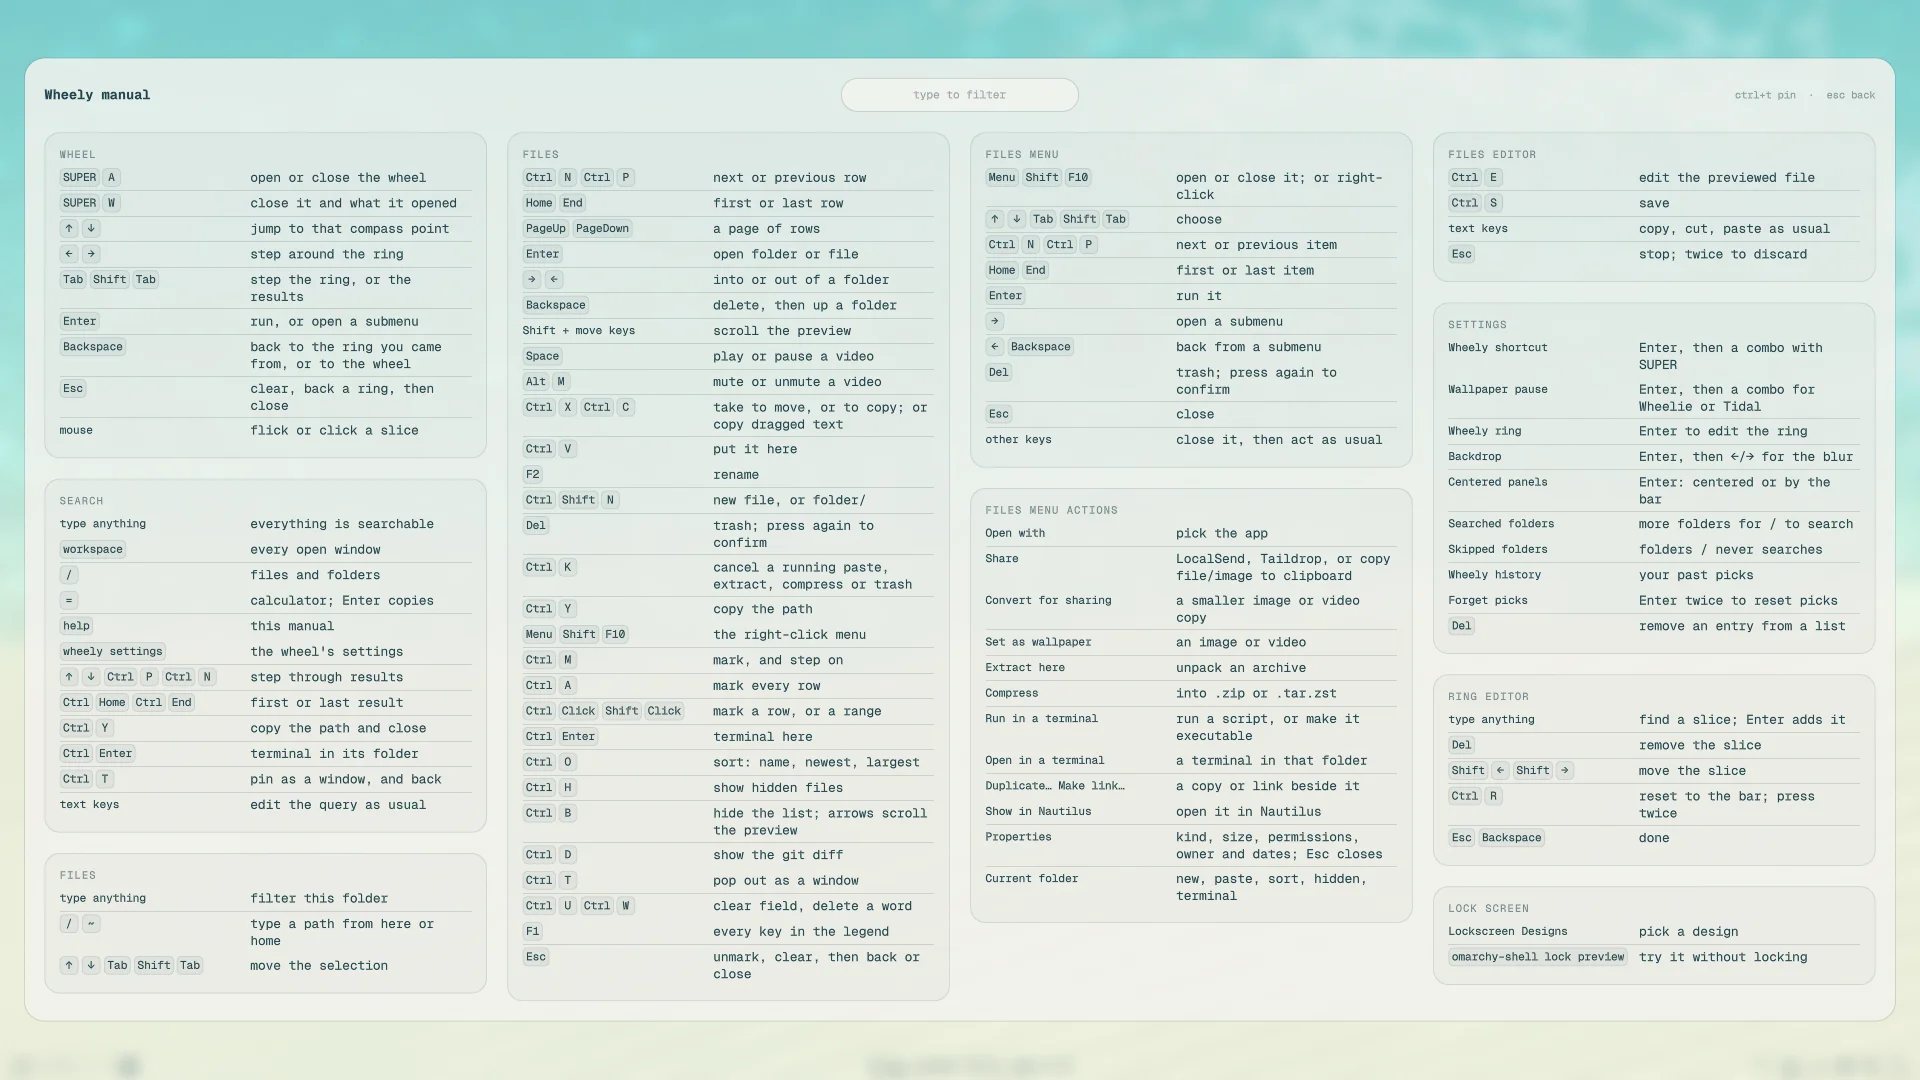 Wheely manual
type to filter
ctrl+t pin · esc back
WHEEL
SUPER A open or close the wheel
SUPER W close it and what it opened
↑ ↓ jump to that compass point
← → step around the ring
Tab Shift Tab step the ring, or the
results
Enter run, or open a submenu
Backspace back to the ring you came
from, or to the wheel
Esc clear, back a ring, then
close
mouse flick or click a slice
SEARCH
type anything everything is searchable
workspace every open window
/ files and folders
= calculator; Enter copies
help this manual
wheely settings the wheel's settings
↑ ↓ Ctrl P Ctrl N step through results
Ctrl Home Ctrl End first or last result
Ctrl Y copy the path and close
Ctrl Enter terminal in its folder
Ctrl T pin as a window, and back
text keys edit the query as usual
FILES
type anything filter this folder
/ ~ type a path from here or
home
↑ ↓ Tab Shift Tab move the selection
FILES
Ctrl N Ctrl P next or previous row
Home End first or last row
PageUp PageDown a page of rows
Enter open folder or file
→ ← into or out of a folder
Backspace delete, then up a folder
Shift + move keys scroll the preview
Space play or pause a video
Alt M mute or unmute a video
Ctrl X Ctrl C take to move, or to copy; or
copy dragged text
Ctrl V put it here
F2 rename
Ctrl Shift N new file, or folder/
Del trash; press again to
confirm
Ctrl K cancel a running paste,
extract, compress or trash
Ctrl Y copy the path
Menu Shift F10 the right-click menu
Ctrl M mark, and step on
Ctrl A mark every row
Ctrl Click Shift Click mark a row, or a range
Ctrl Enter terminal here
Ctrl O sort: name, newest, largest
Ctrl H show hidden files
Ctrl B hide the list; arrows scroll
the preview
Ctrl D show the git diff
Ctrl T pop out as a window
Ctrl U Ctrl W clear field, delete a word
F1 every key in the legend
Esc unmark, clear, then back or
close
FILES MENU
Menu Shift F10 open or close it; or right-
click
↑ ↓ Tab Shift Tab choose
Ctrl N Ctrl P next or previous item
Home End first or last item
Enter run it
→ open a submenu
← Backspace back from a submenu
Del trash; press again to
confirm
Esc close
other keys close it, then act as usual
FILES MENU ACTIONS
Open with pick the app
Share LocalSend, Taildrop, or copy
file/image to clipboard
Convert for sharing a smaller image or video
copy
Set as wallpaper an image or video
Extract here unpack an archive
Compress into .zip or .tar.zst
Run in a terminal run a script, or make it
executable
Open in a terminal a terminal in that folder
Duplicate… Make link… a copy or link beside it
Show in Nautilus open it in Nautilus
Properties kind, size, permissions,
owner and dates; Esc closes
Current folder new, paste, sort, hidden,
terminal
FILES EDITOR
Ctrl E edit the previewed file
Ctrl S save
text keys copy, cut, paste as usual
Esc stop; twice to discard
SETTINGS
Wheely shortcut Enter, then a combo with
SUPER
Wallpaper pause Enter, then a combo for
Wheelie or Tidal
Wheely ring Enter to edit the ring
Backdrop Enter, then ←/→ for the blur
Centered panels Enter: centered or by the
bar
Searched folders more folders for / to search
Skipped folders folders / never searches
Wheely history your past picks
Forget picks Enter twice to reset picks
Del remove an entry from a list
RING EDITOR
type anything find a slice; Enter adds it
Del remove the slice
Shift ← Shift → move the slice
Ctrl R reset to the bar; press
twice
Esc Backspace done
LOCK SCREEN
Lockscreen Designs pick a design
omarchy-shell lock preview try it without locking